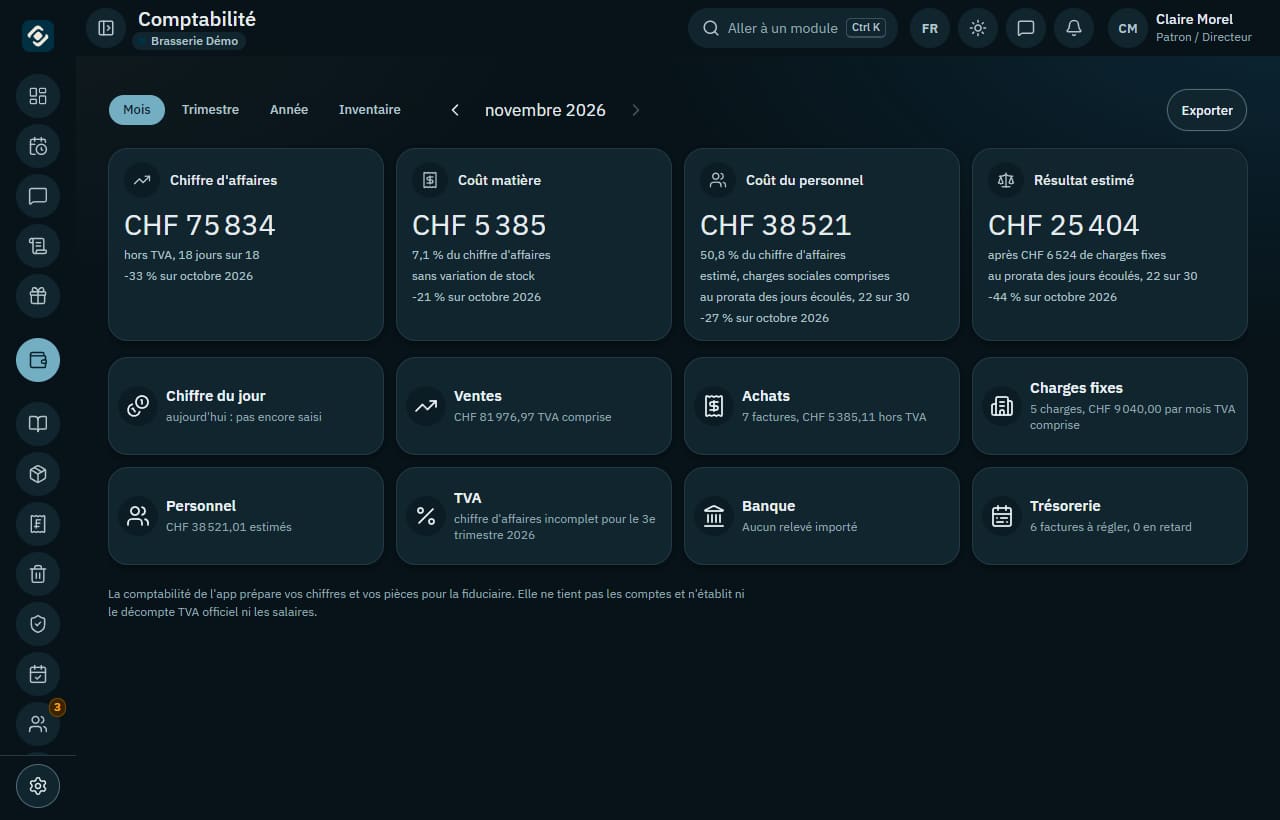 Comptabilité
Brasserie Démo
Aller à un module
Ctrl K
FR
CM
Claire Morel
Patron / Directeur
Mois
Trimestre
Année
Inventaire
novembre 2026
Exporter
Chiffre d'affaires
CHF 75 834
hors TVA, 18 jours sur 18
-33 % sur octobre 2026
Coût matière
CHF 5 385
7,1 % du chiffre d'affaires
sans variation de stock
-21 % sur octobre 2026
Coût du personnel
CHF 38 521
50,8 % du chiffre d'affaires
estimé, charges sociales comprises
au prorata des jours écoulés, 22 sur 30
-27 % sur octobre 2026
Résultat estimé
CHF 25 404
après CHF 6 524 de charges fixes
au prorata des jours écoulés, 22 sur 30
-44 % sur octobre 2026
Chiffre du jour
aujourd'hui : pas encore saisi
Ventes
CHF 81 976,97 TVA comprise
Achats
7 factures, CHF 5 385,11 hors TVA
Charges fixes
5 charges, CHF 9 040,00 par mois TVA
comprise
Personnel
CHF 38 521,01 estimés
TVA
chiffre d'affaires incomplet pour le 3e
trimestre 2026
Banque
Aucun relevé importé
Trésorerie
6 factures à régler, 0 en retard
La comptabilité de l'app prépare vos chiffres et vos pièces pour la fiduciaire. Elle ne tient pas les comptes et n'établit ni
le décompte TVA officiel ni les salaires.
3